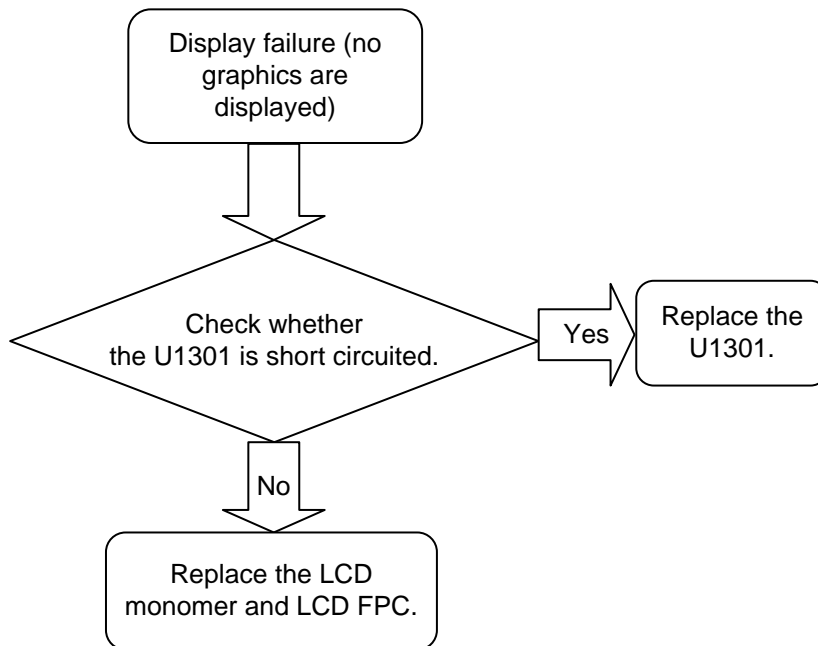 Display failure (no
graphics are
displayed)
Check whether
the U1301 is short circuited.
Yes
Replace the
U1301.
No
Replace the LCD
monomer and LCD FPC.